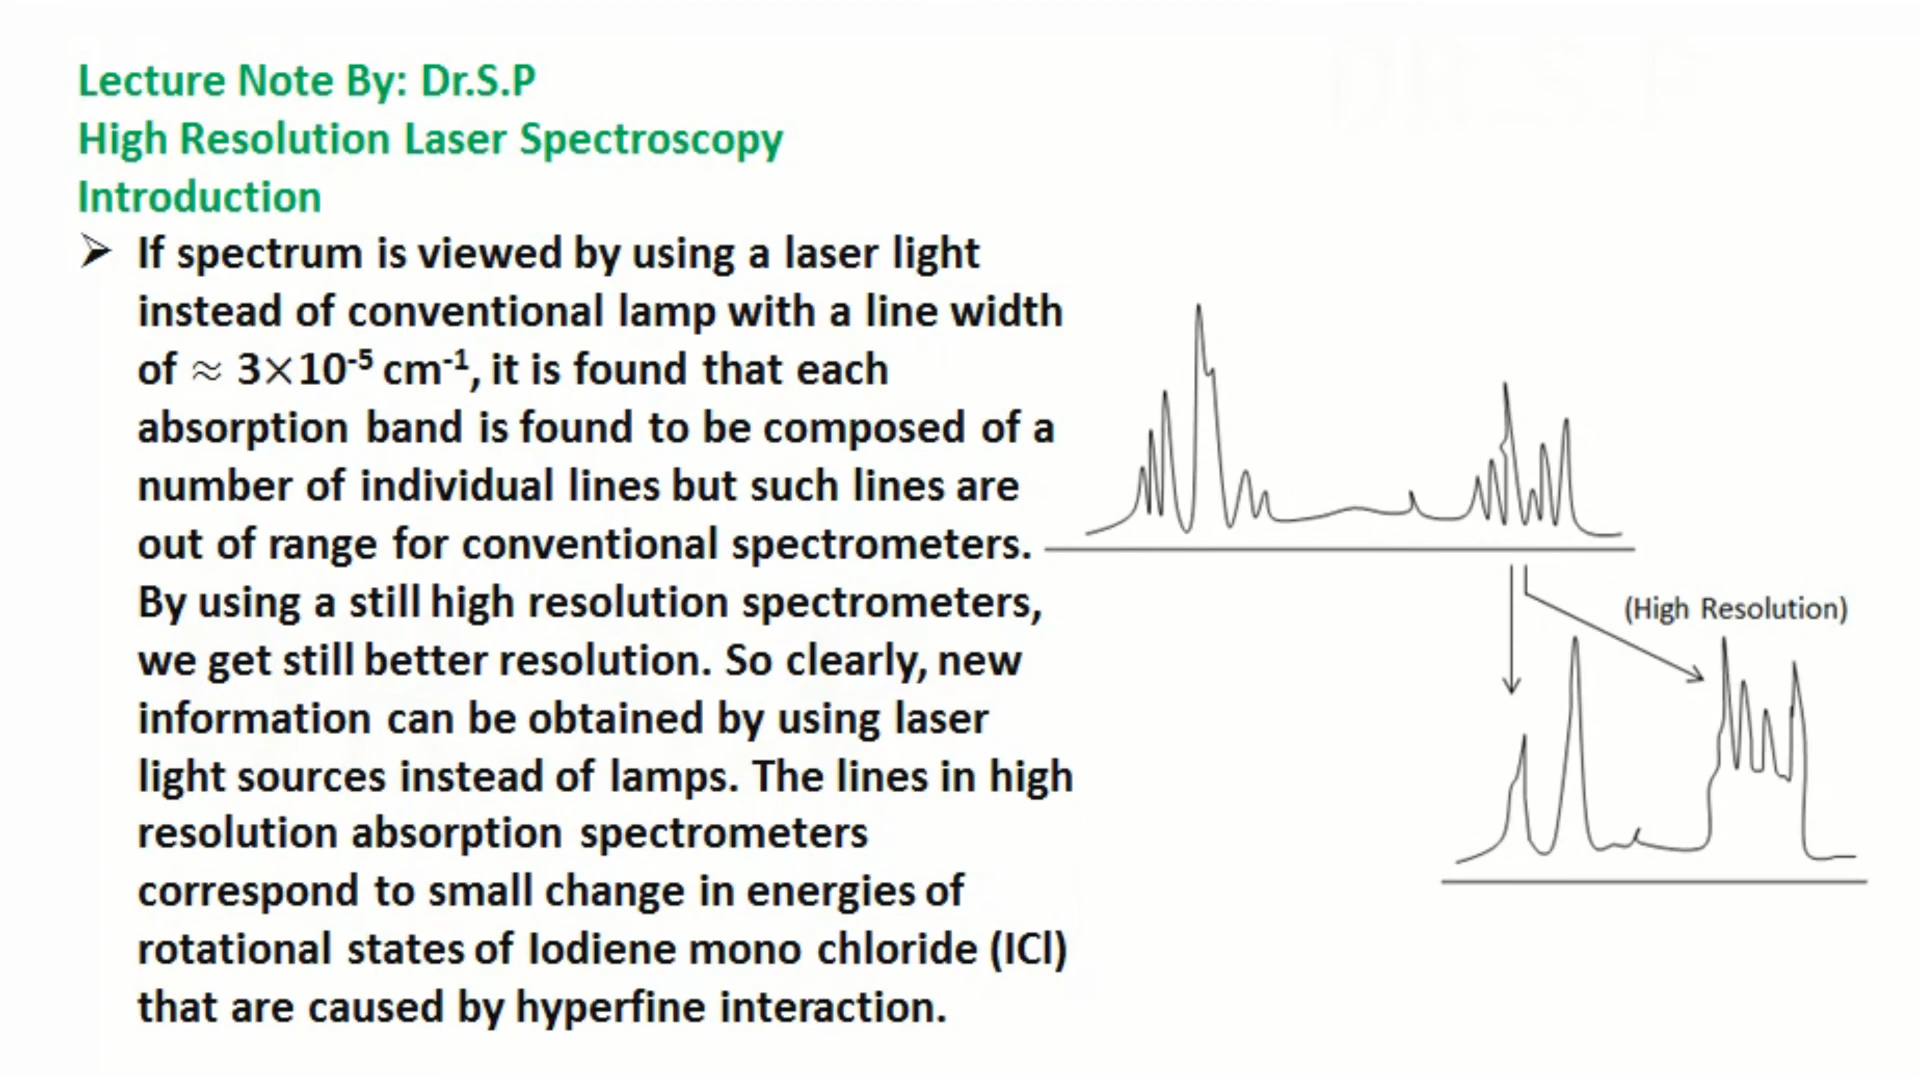 Lecture Note By: Dr.S.P
High Resolution Laser Spectroscopy
Introduction
➢ If spectrum is viewed by using a laser light
instead of conventional lamp with a line width
of ≈ 3×10⁻⁵ cm⁻¹, it is found that each
absorption band is found to be composed of a
number of individual lines but such lines are
out of range for conventional spectrometers.
By using a still high resolution spectrometers,
we get still better resolution. So clearly, new
information can be obtained by using laser
light sources instead of lamps. The lines in high
resolution absorption spectrometers
correspond to small change in energies of
rotational states of Iodiene mono chloride (ICl)
that are caused by hyperfine interaction.
(High Resolution)